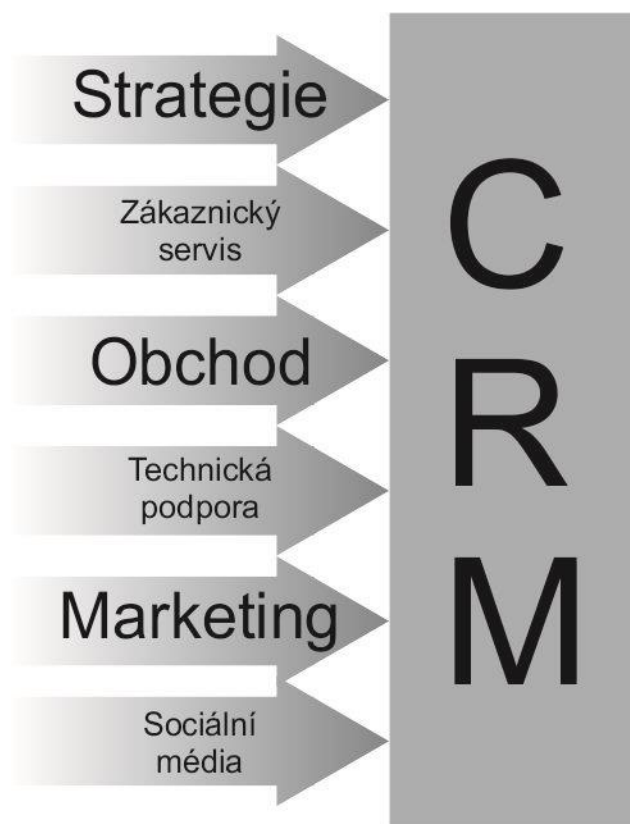 Strategie
Zákaznický
servis
Obchod
Technická
podpora
Marketing
Sociální
média
C
R
M